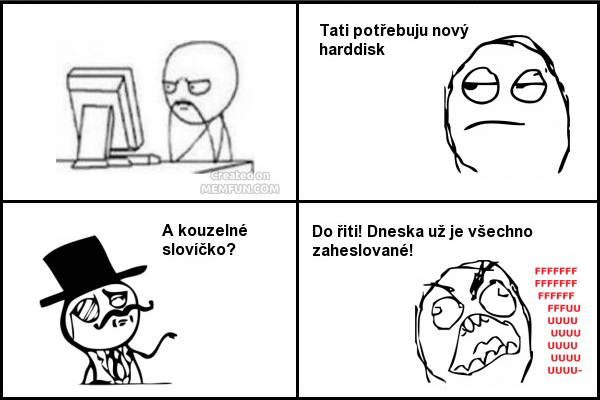 Created on
MEMFUN.COM
Tati potřebuju nový
harddisk
A kouzelné
slovíčko?
Do řiti! Dneska už je všechno
zaheslované!
FFFFFFF
FFFFFFF
FFFFFF
FFFUU
UUUU
UUUU
UUUU
UUUU
UUUU-